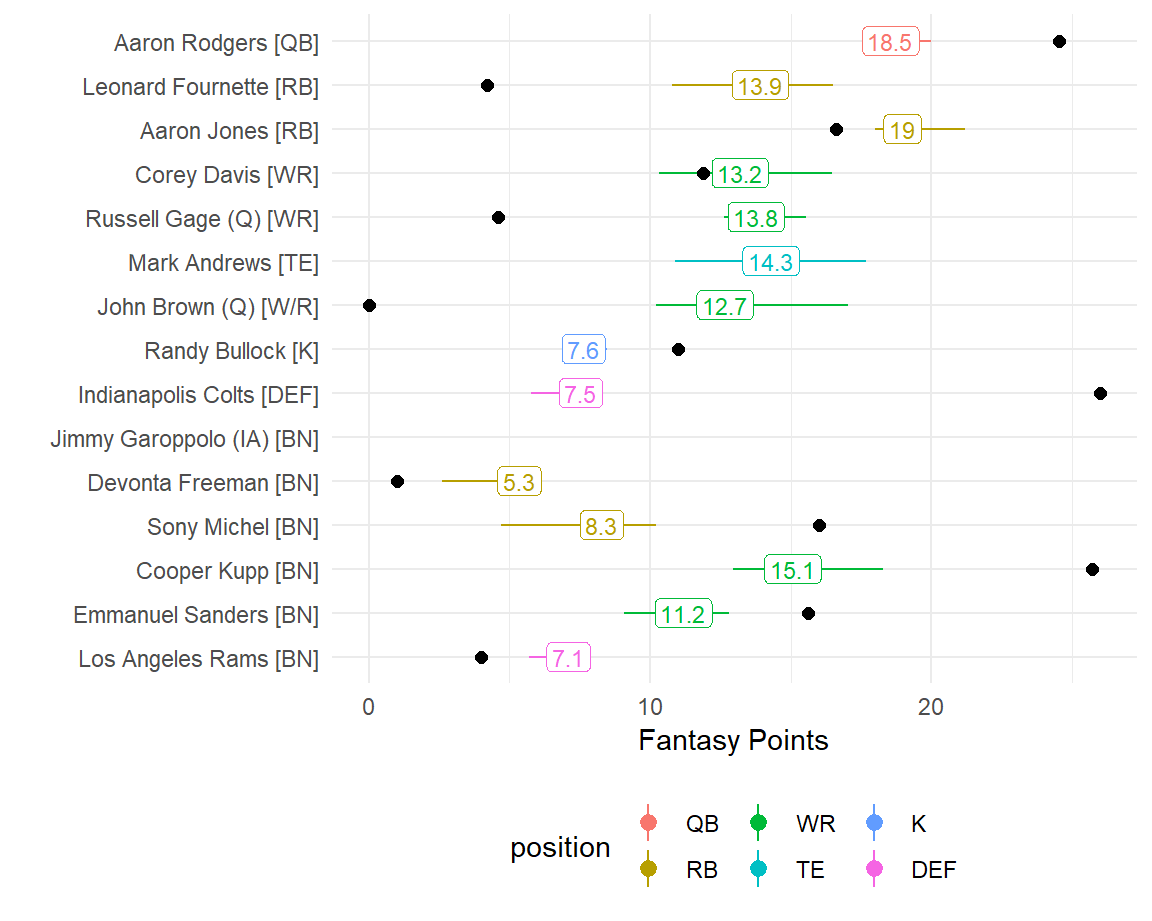 Aaron Rodgers [QB] 18.5
Leonard Fournette [RB] 13.9
Aaron Jones [RB] 19
Corey Davis [WR] 13.2
Russell Gage (Q) [WR] 13.8
Mark Andrews [TE] 14.3
John Brown (Q) [W/R] 12.7
Randy Bullock [K] 7.6
Indianapolis Colts [DEF] 7.5
Jimmy Garoppolo (IA) [BN]
Devonta Freeman [BN] 5.3
Sony Michel [BN] 8.3
Cooper Kupp [BN] 15.1
Emmanuel Sanders [BN] 11.2
Los Angeles Rams [BN] 7.1
0 10 20
Fantasy Points
position
QB WR K
RB TE DEF